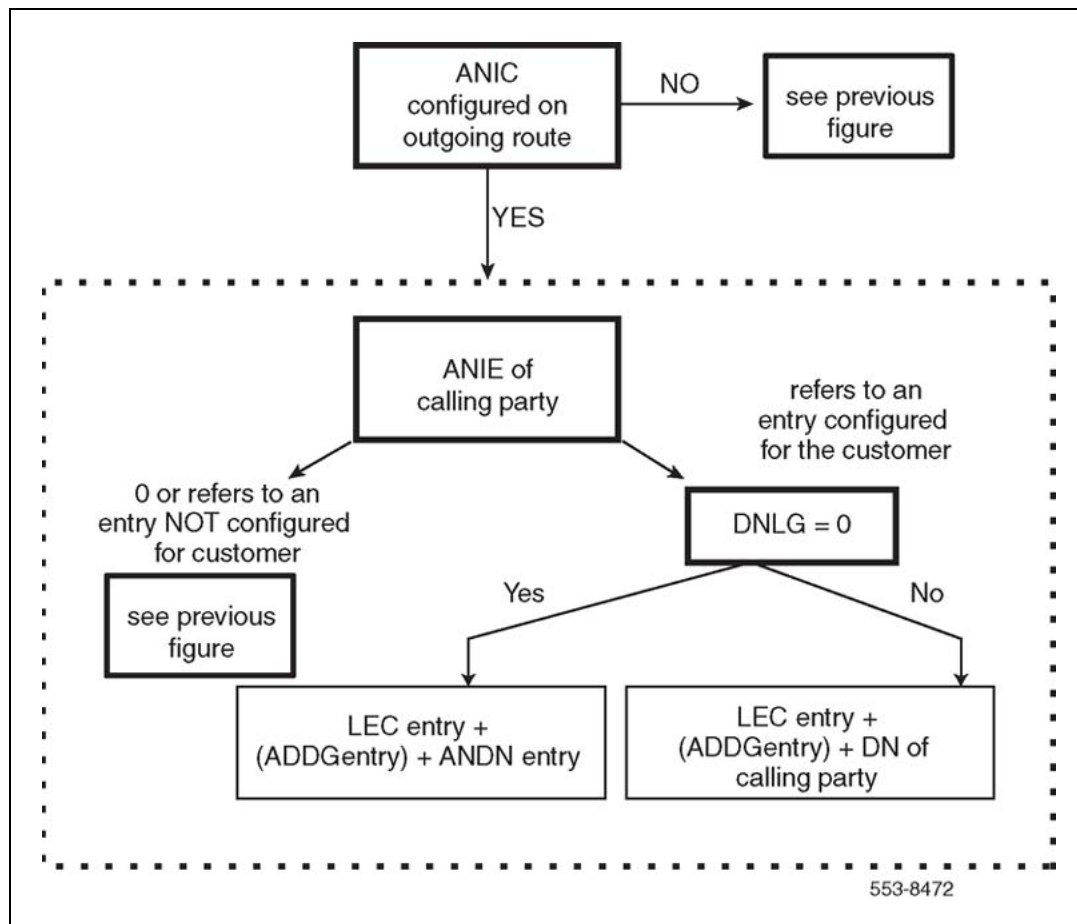 ANIC
configured on
outgoing route
NO
see previous
figure
YES
ANIE of
calling party
refers to an
entry configured
for the customer
0 or refers to an
entry NOT configured
for customer
see previous
figure
DNLG = 0
Yes
No
LEC entry +
(ADDGentry) + ANDN entry
LEC entry +
(ADDGentry) + DN of
calling party
553-8472